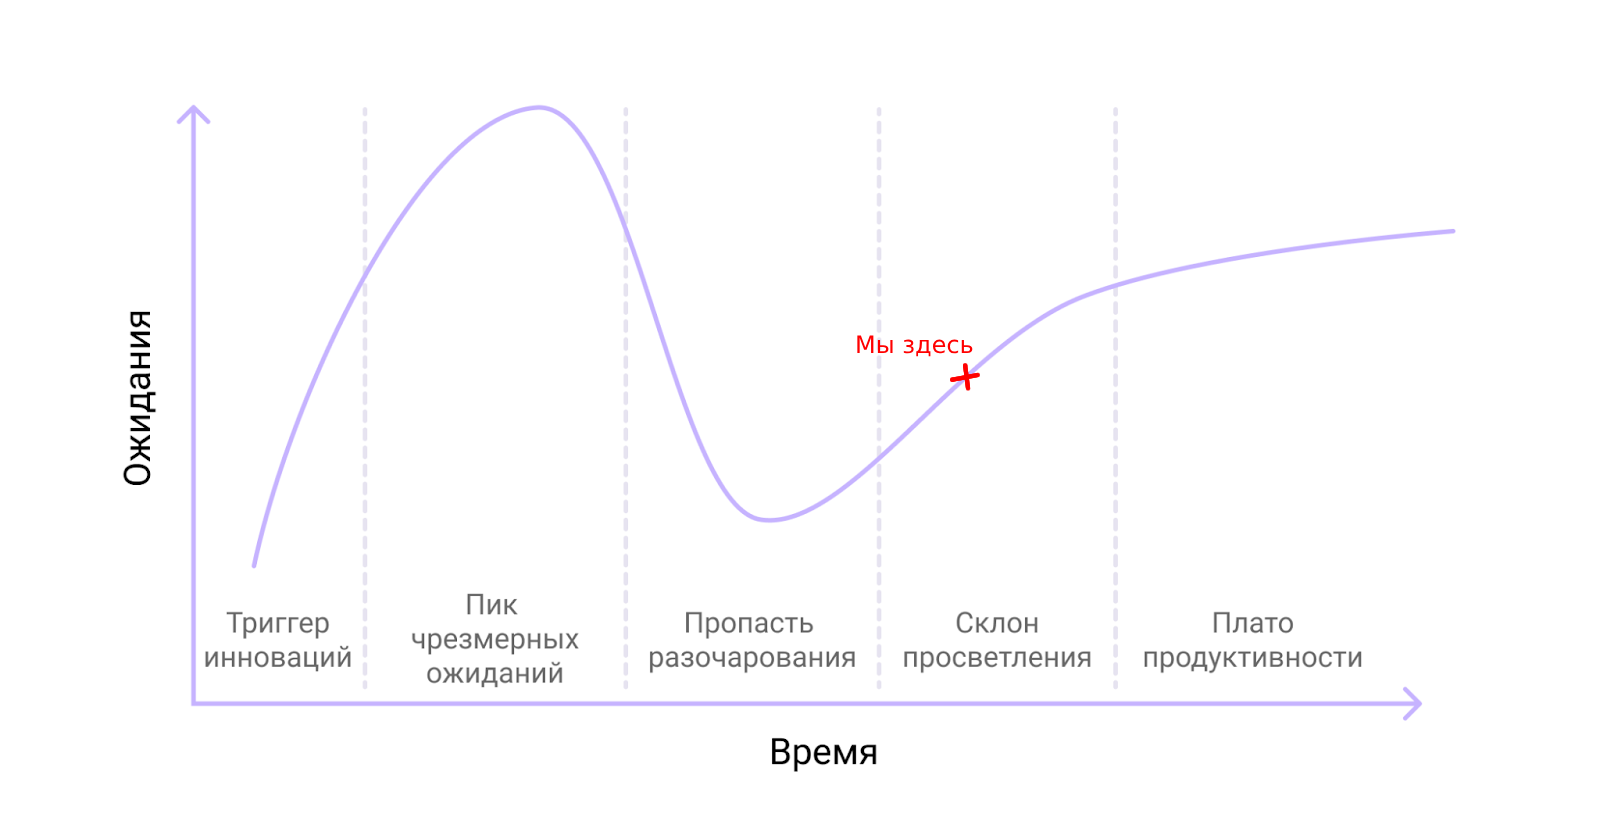 Ожидания
Мы здесь
Триггер
инноваций
Пик
чрезмерных
ожиданий
Пропасть
разочарования
Склон
просветления
Плато
продуктивности
Время